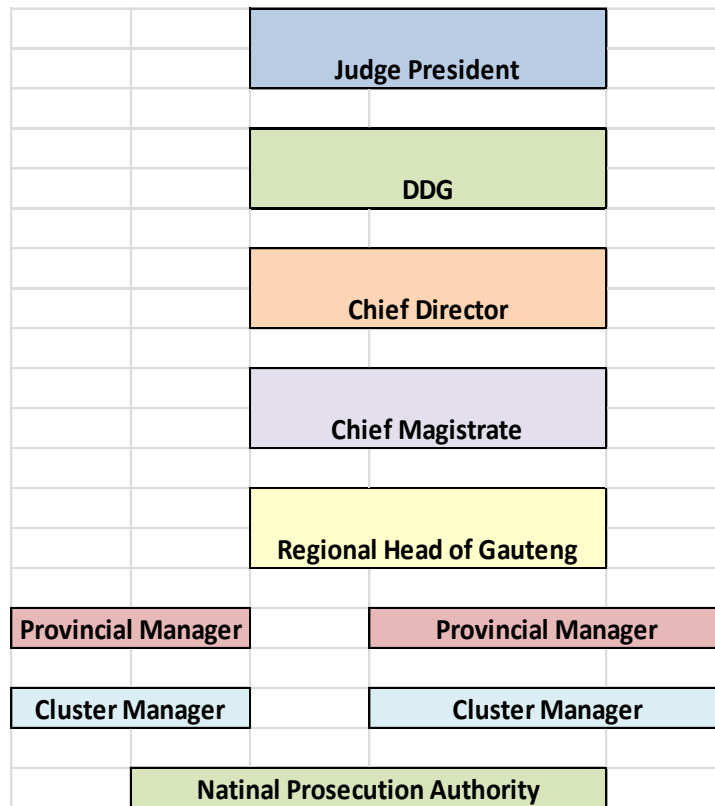 Judge President
DDG
Chief Director
Chief Magistrate
Regional Head of Gauteng
Provincial Manager
Provincial Manager
Cluster Manager
Cluster Manager
Natinal Prosecution Authority